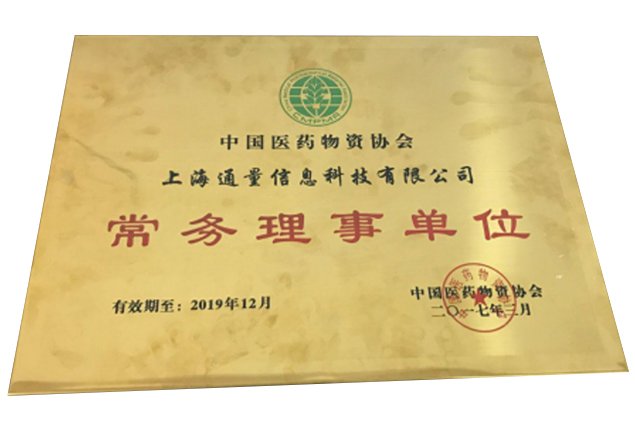 CMPMA
中国医药物资协会
上海通量信息科技有限公司
常务理事单位
有效期至：2019年12月
中国医药物资协会
二〇一七年三月